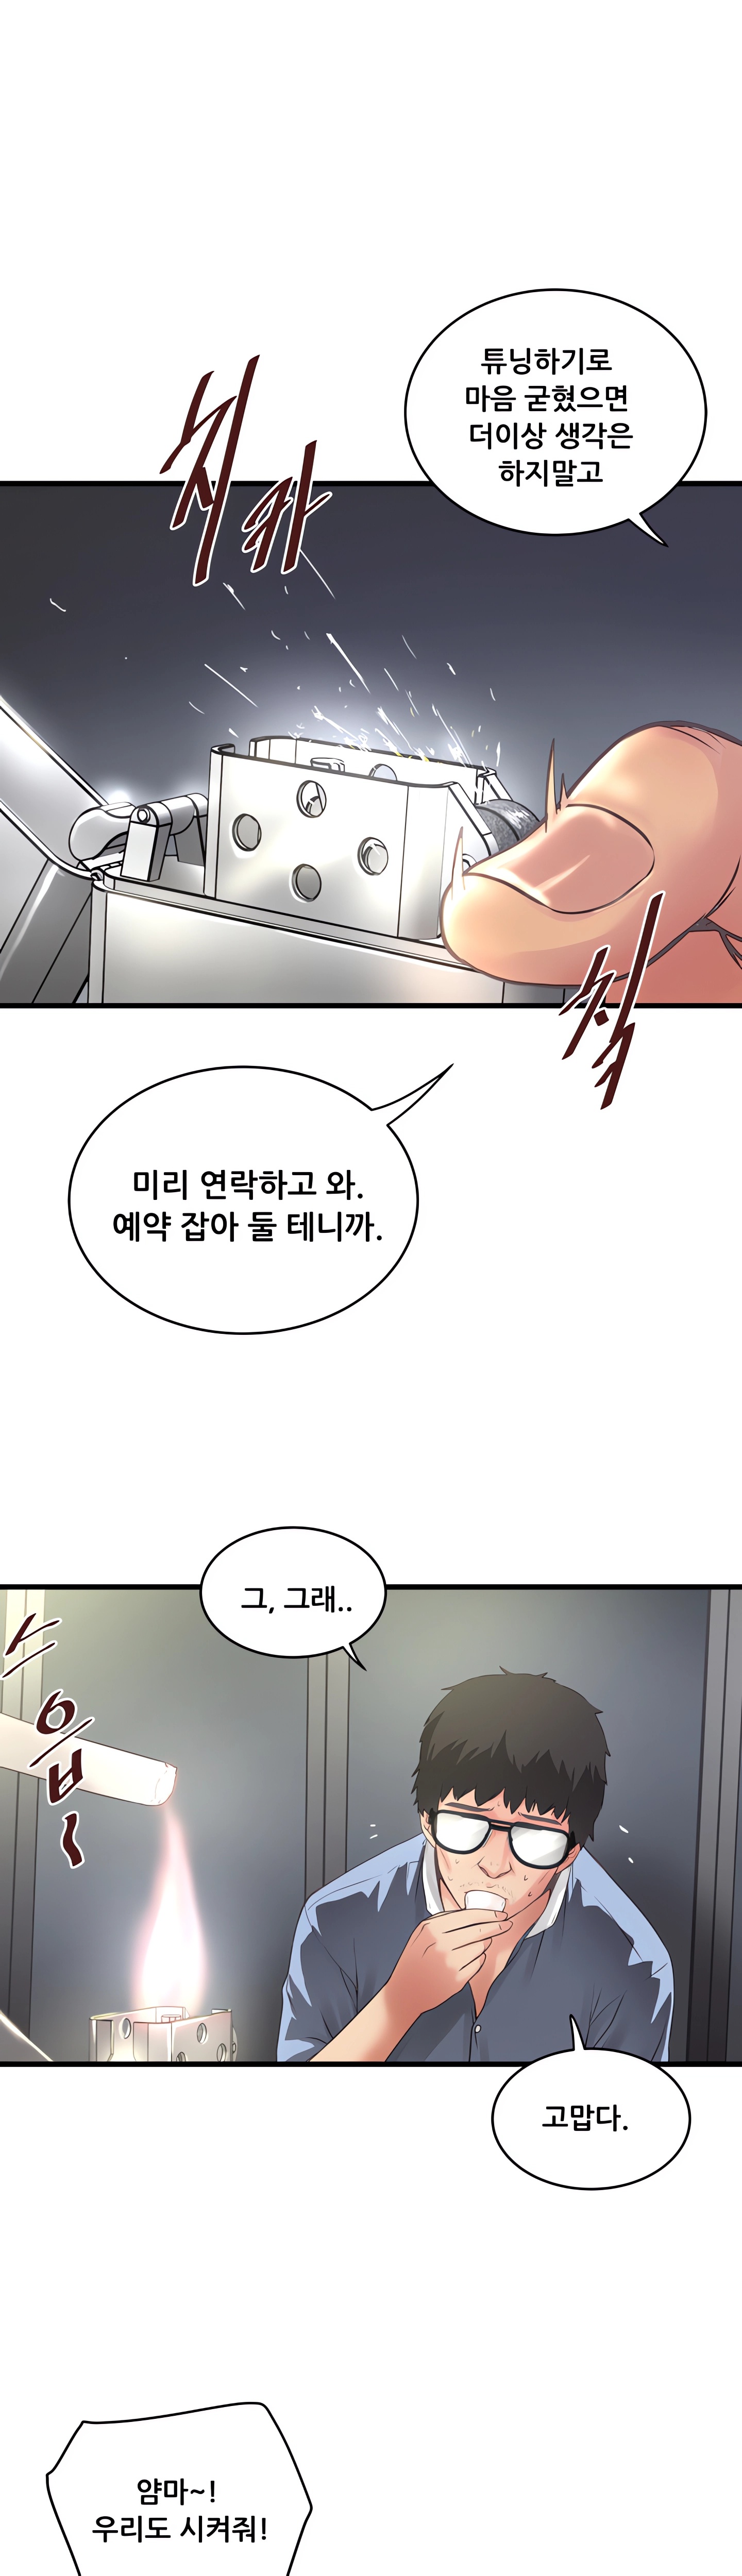 튜닝하기로
마음 굳혔으면
더이상 생각은
하지말고
치
카
칙
미리 연락하고 와.
예약 잡아 둘 테니까.
그, 그래..
스
읍
~
고맙다.
얌마~!
우리도 시켜줘!